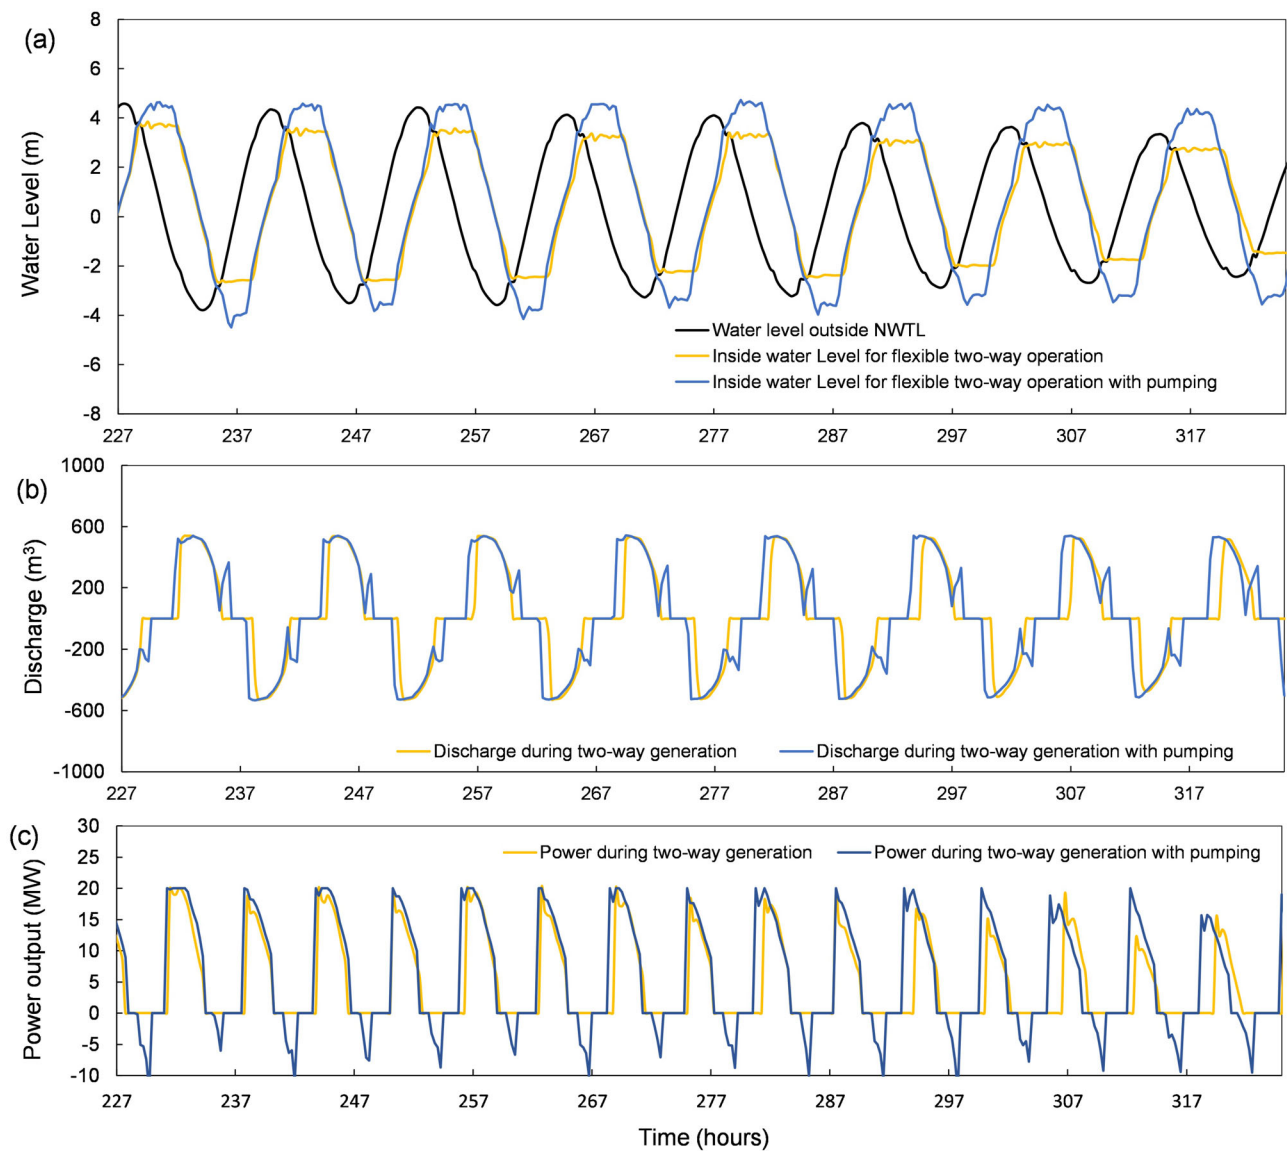 (a)
Water Level (m)
8
6
4
2
0
-2
-4
-6
-8
Water level outside NWTL
Inside water Level for flexible two-way operation
Inside water Level for flexible two-way operation with pumping
227 237 247 257 267 277 287 297 307 317
(b)
Discharge (m³)
1000
600
200
-200
-600
-1000
Discharge during two-way generation Discharge during two-way generation with pumping
227 237 247 257 267 277 287 297 307 317
(c)
Power output (MW)
30
25
20
15
10
5
0
-5
-10
Power during two-way generation Power during two-way generation with pumping
227 237 247 257 267 277 287 297 307 317
Time (hours)